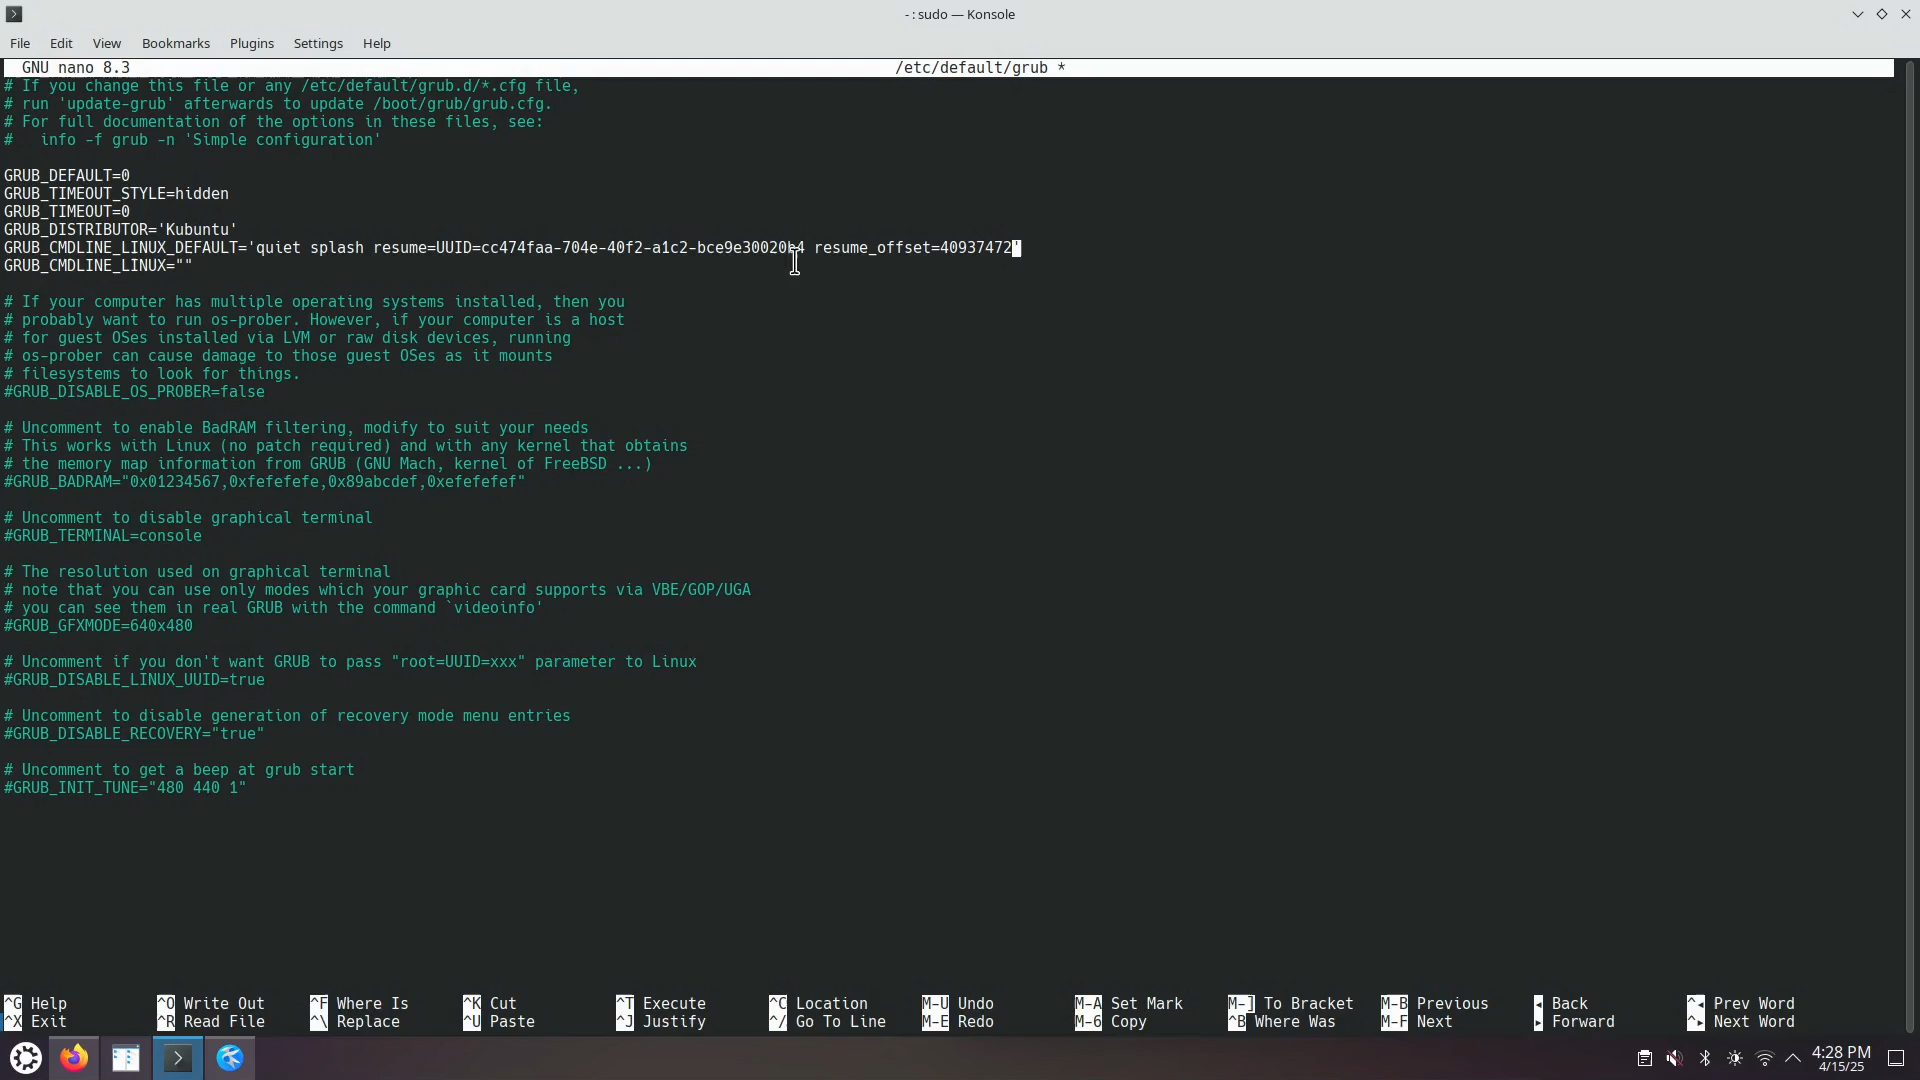 - : sudo — Konsole
File Edit View Bookmarks Plugins Settings Help
GNU nano 8.3 /etc/default/grub *
# If you change this file or any /etc/default/grub.d/*.cfg file,
# run 'update-grub' afterwards to update /boot/grub/grub.cfg.
# For full documentation of the options in these files, see:
#   info -f grub -n 'Simple configuration'
GRUB_DEFAULT=0
GRUB_TIMEOUT_STYLE=hidden
GRUB_TIMEOUT=0
GRUB_DISTRIBUTOR='Kubuntu'
GRUB_CMDLINE_LINUX_DEFAULT='quiet splash resume=UUID=cc474faa-704e-40f2-a1c2-bce9e30020b4 resume_offset=40937472'
GRUB_CMDLINE_LINUX=""
# If your computer has multiple operating systems installed, then you
# probably want to run os-prober. However, if your computer is a host
# for guest OSes installed via LVM or raw disk devices, running
# os-prober can cause damage to those guest OSes as it mounts
# filesystems to look for things.
#GRUB_DISABLE_OS_PROBER=false
# Uncomment to enable BadRAM filtering, modify to suit your needs
# This works with Linux (no patch required) and with any kernel that obtains
# the memory map information from GRUB (GNU Mach, kernel of FreeBSD ...)
#GRUB_BADRAM="0x01234567,0xfefefefe,0x89abcdef,0xefefefef"
# Uncomment to disable graphical terminal
#GRUB_TERMINAL=console
# The resolution used on graphical terminal
# note that you can use only modes which your graphic card supports via VBE/GOP/UGA
# you can see them in real GRUB with the command `videoinfo'
#GRUB_GFXMODE=640x480
# Uncomment if you don't want GRUB to pass "root=UUID=xxx" parameter to Linux
#GRUB_DISABLE_LINUX_UUID=true
# Uncomment to disable generation of recovery mode menu entries
#GRUB_DISABLE_RECOVERY="true"
# Uncomment to get a beep at grub start
#GRUB_INIT_TUNE="480 440 1"
^G Help ^O Write Out ^F Where Is ^K Cut ^T Execute ^C Location M-U Undo M-A Set Mark M-] To Bracket M-B Previous ◂ Back ^◂ Prev Word
^X Exit ^R Read File ^\ Replace ^U Paste ^J Justify ^/ Go To Line M-E Redo M-6 Copy ^B Where Was M-F Next ▸ Forward ^▸ Next Word
4:28 PM
4/15/25